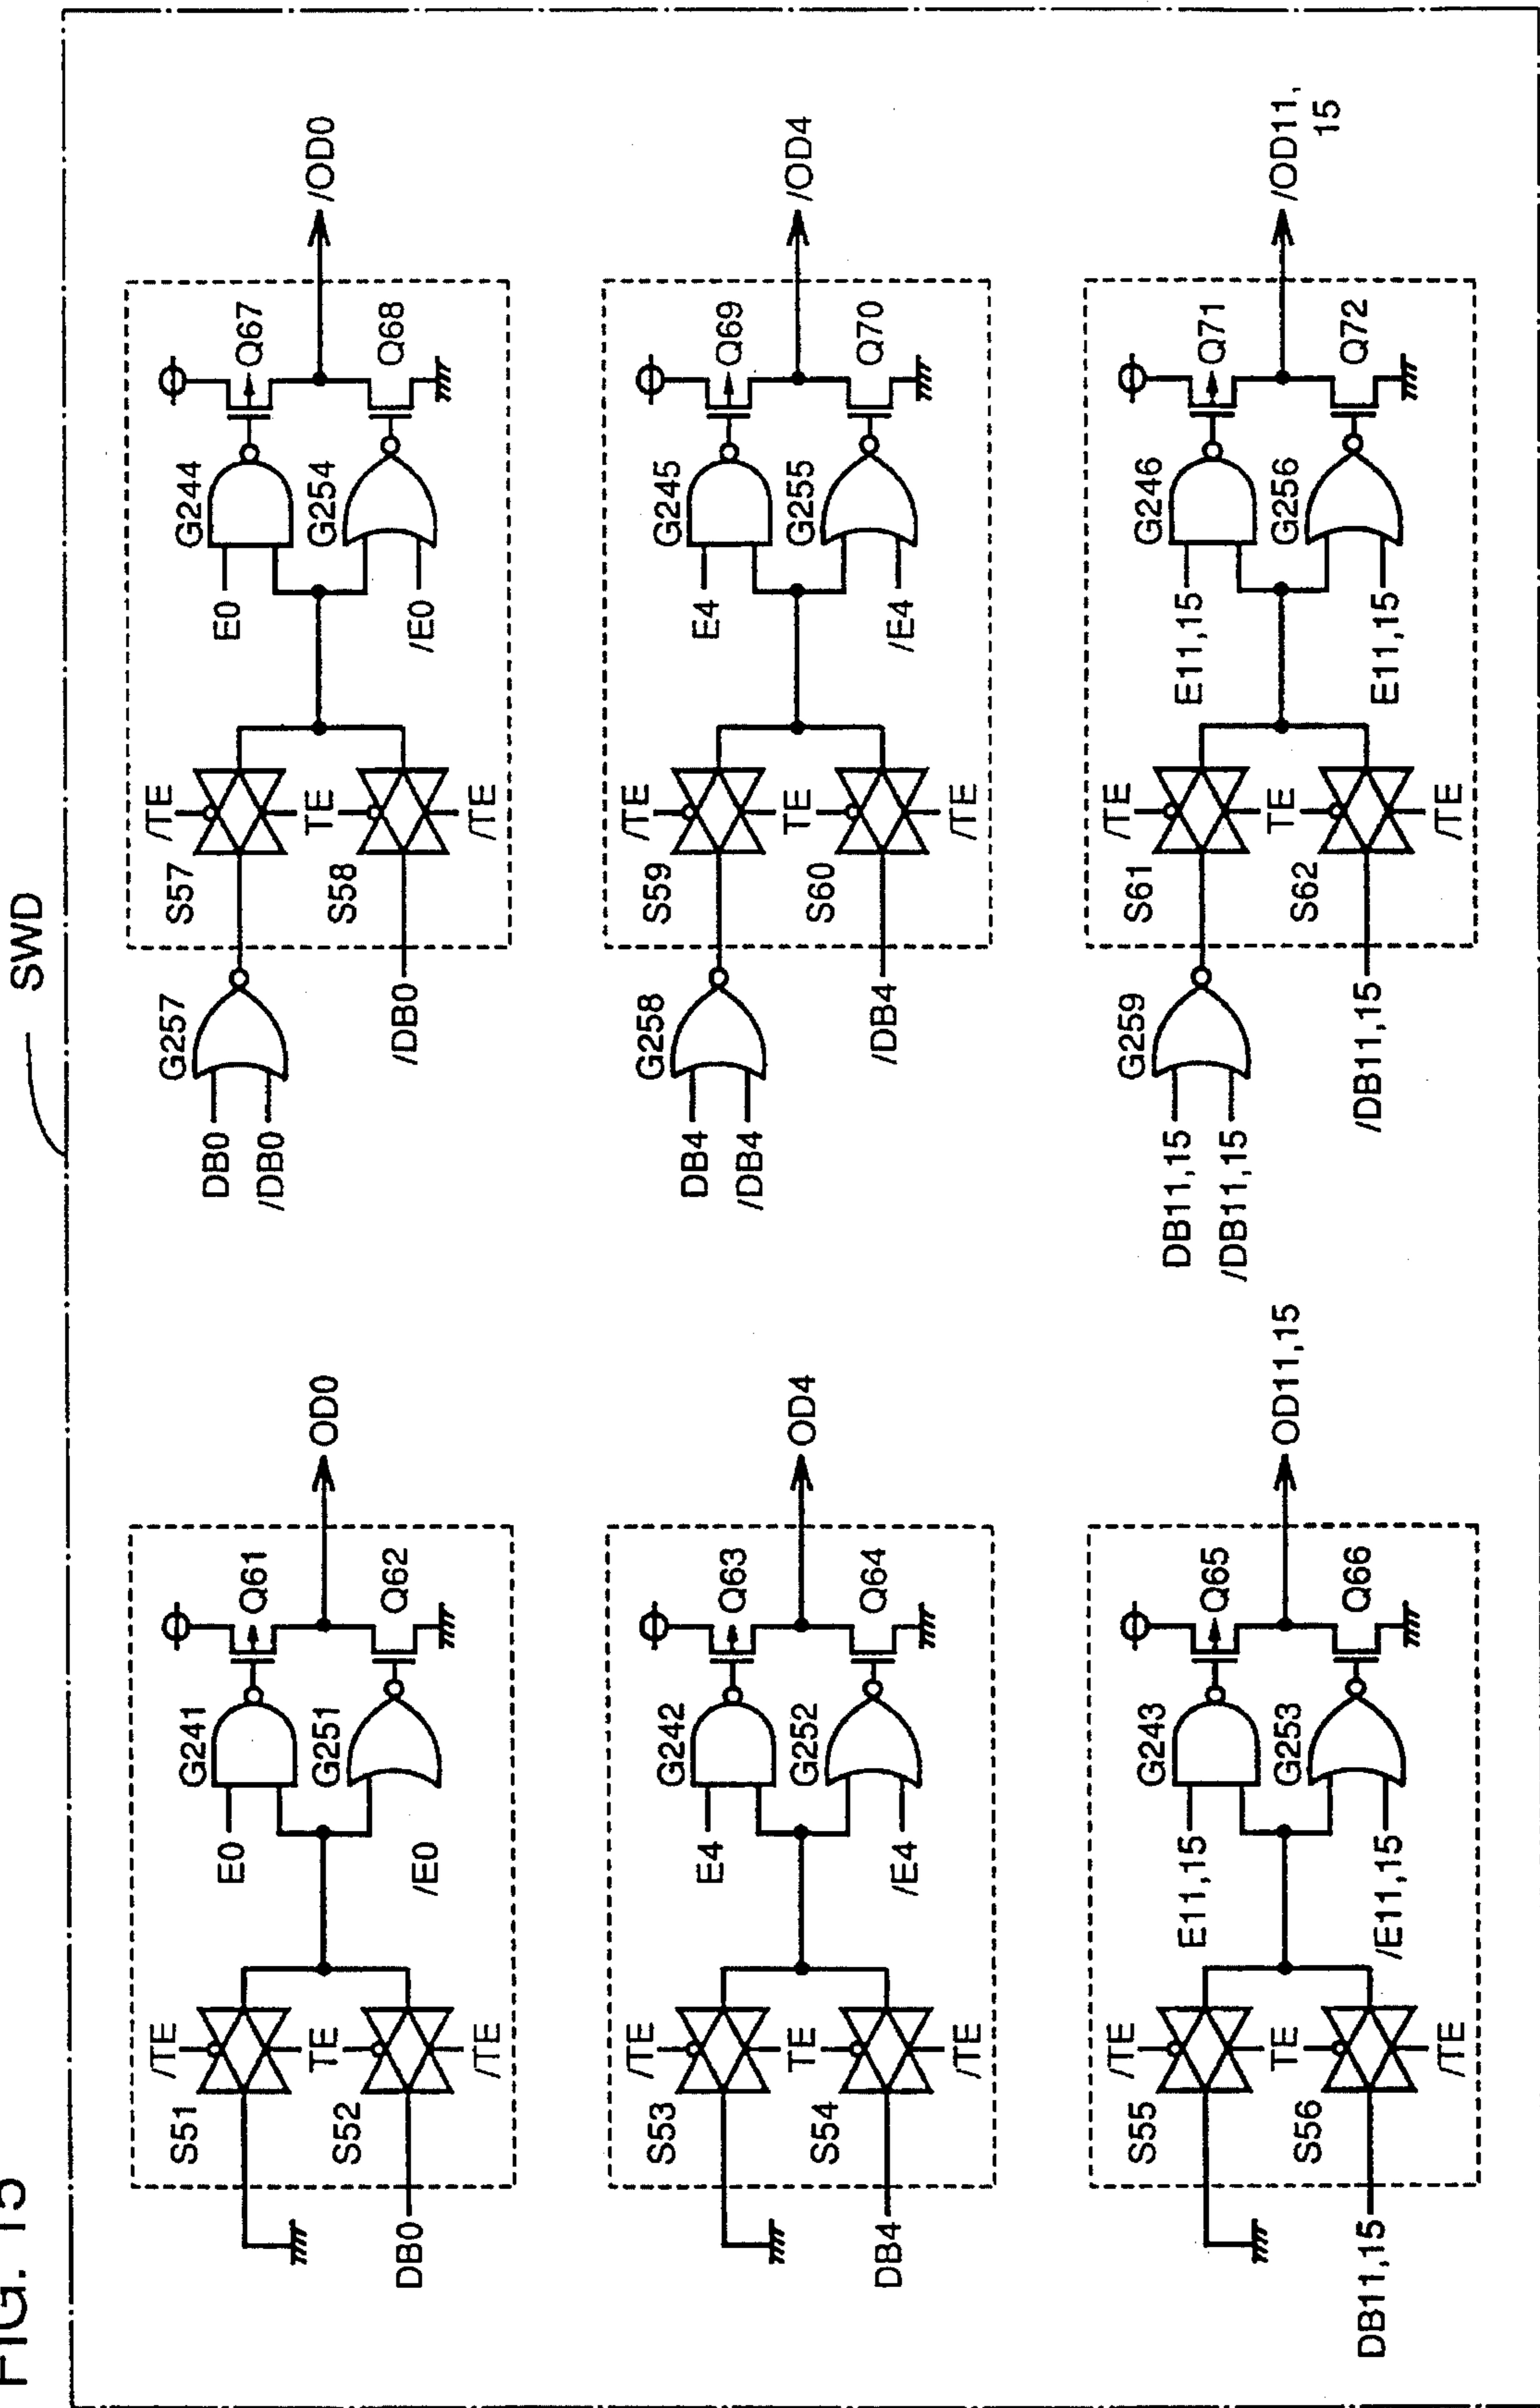 FIG. 15
SWD
S51
/TE
TE
S52
/TE
DB0
E0
G241
Q61
G251
/E0
Q62
OD0
DB0
/DB0
G257
S57
/TE
TE
S58
/TE
/DB0
E0
G244
Q67
G254
/E0
Q68
/OD0
S53
/TE
TE
S54
/TE
DB4
E4
G242
Q63
G252
/E4
Q64
OD4
DB4
/DB4
G258
S59
/TE
TE
S60
/TE
/DB4
E4
G245
Q69
G255
/E4
Q70
/OD4
S55
/TE
TE
S56
/TE
DB11,15
E11,15
G243
Q65
G253
/E11,15
Q66
OD11,15
DB11,15
/DB11,15
G259
S61
/TE
TE
S62
/TE
/DB11,15
E11,15
G246
Q71
G256
E11,15
Q72
/OD11,
15